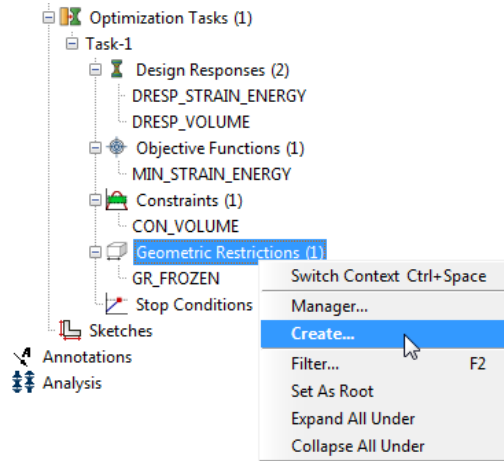 Optimization Tasks (1)
Task-1
Design Responses (2)
DRESP_STRAIN_ENERGY
DRESP_VOLUME
Objective Functions (1)
MIN_STRAIN_ENERGY
Constraints (1)
CON_VOLUME
Geometric Restrictions (1)
GR_FROZEN
Stop Conditions
Sketches
Annotations
Analysis
Switch Context Ctrl+Space
Manager...
Create...
Filter... F2
Set As Root
Expand All Under
Collapse All Under